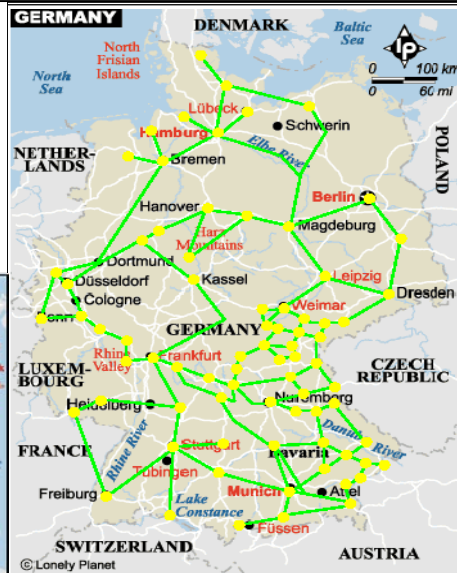 GERMANY
DENMARK
Baltic
Sea
North
Frisian
Islands
North
Sea
lp
0 100 km
0 60 mi
Lübeck
Schwerin
Hamburg
Elbe River
NETHER-
LANDS
Bremen
POLAND
Berlin
Hanover
Magdeburg
Harz
Mountains
Dortmund
Düsseldorf
Kassel
Leipzig
Cologne
Dresden
Bonn
Weimar
GERMANY
Rhine
Valley
LUXEM-
BOURG
Frankfurt
CZECH
REPUBLIC
Heidelberg
Nuremberg
FRANCE
Rhine River
Danube
River
Stuttgart
Bavaria
Tübingen
Munich
Freiburg
Lake
Constance
Füssen
SWITZERLAND
AUSTRIA
© Lonely Planet